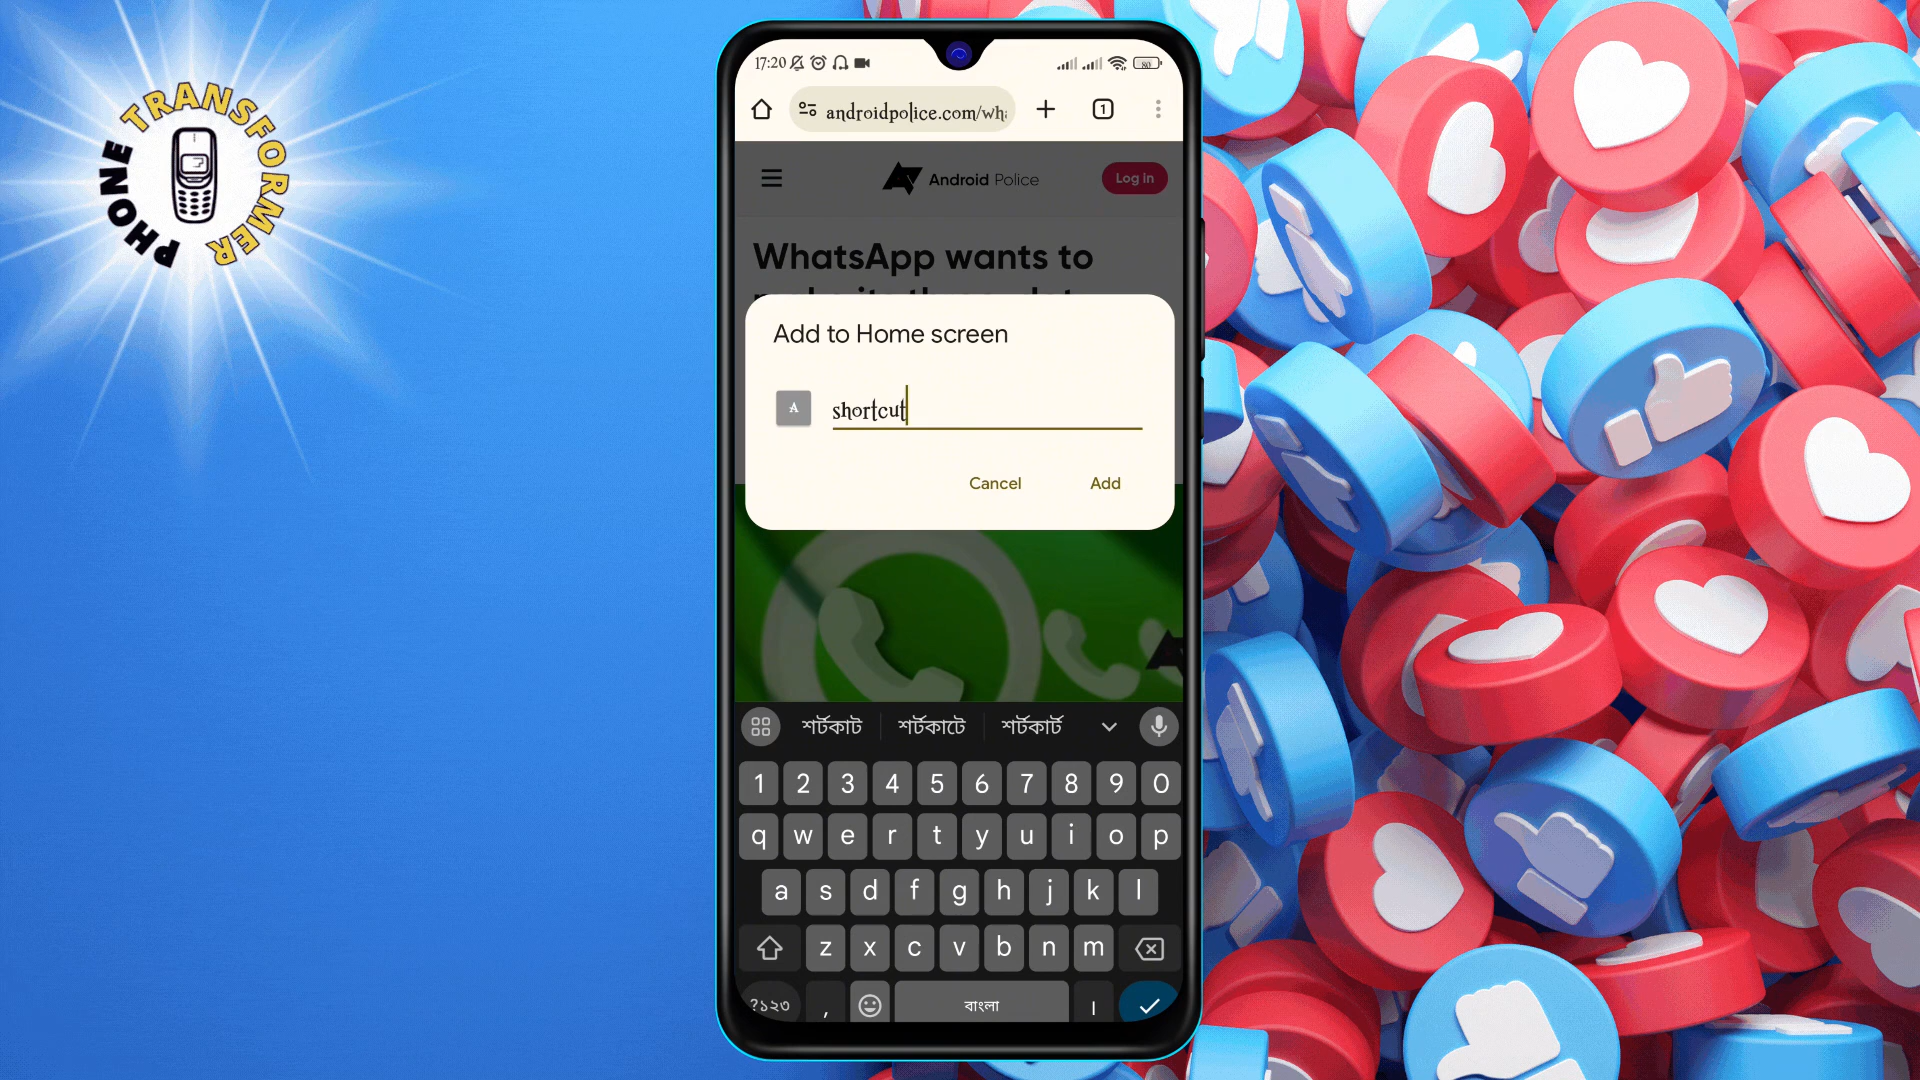 PHONE TRANSFORMER
17:20
80
androidpolice.com/wh
1
Android Police
Log in
WhatsApp wants to
Add to Home screen
A
shortcut
Cancel
Add
শর্টকাট
শর্টকাটে
শর্টকার্ট
1 2 3 4 5 6 7 8 9 0
q w e r t y u i o p
a s d f g h j k l
z x c v b n m
?১২৩ , বাংলা ।